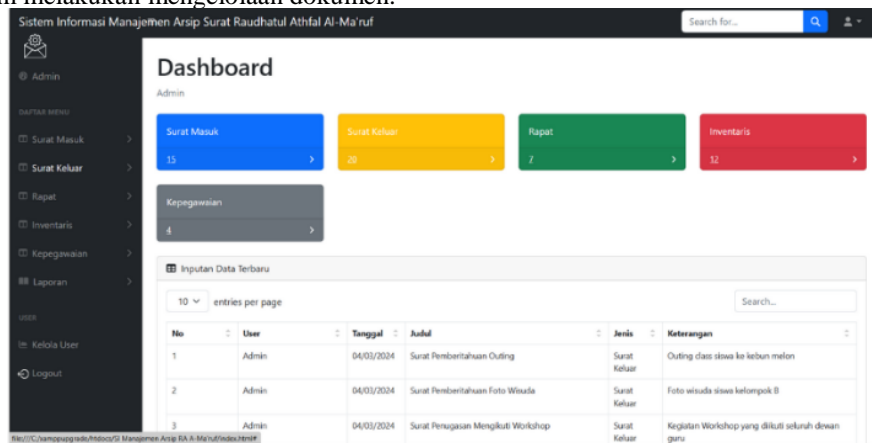 melakukan mengelolaan dokumen.
Sistem Informasi Manajemen Arsip Surat Raudhatul Athfal Al-Ma'ruf
Search for...
Admin
DAFTAR MENU
Surat Masuk
Surat Keluar
Rapat
Inventaris
Kepegawaian
Laporan
USER
Kelola User
Logout
Dashboard
Admin
Surat Masuk
15
Surat Keluar
20
Rapat
7
Inventaris
12
Kepegawaian
4
Inputan Data Terbaru
10 entries per page
Search...
No User Tanggal Judul Jenis Keterangan
1 Admin 04/03/2024 Surat Pemberitahuan Outing Surat Keluar Outing class siswa ke kebun melon
2 Admin 04/03/2024 Surat Pemberitahuan Foto Wisuda Surat Keluar Foto wisuda siswa kelompok B
3 Admin 04/03/2024 Surat Penugasan Mengikuti Workshop Surat Keluar Kegiatan Workshop yang diikuti seluruh dewan guru